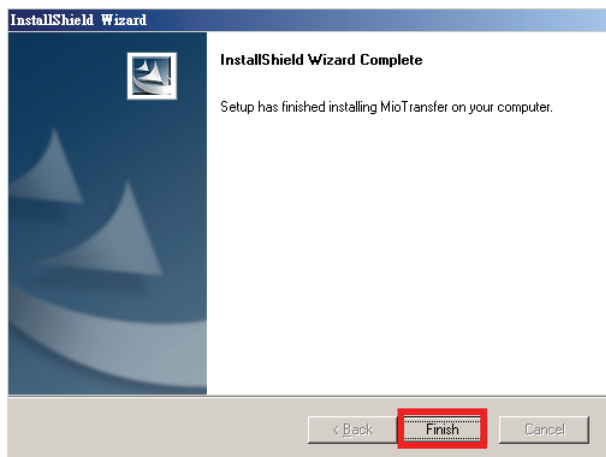 InstallShield Wizard
InstallShield Wizard Complete
Setup has finished installing MioTransfer on your computer.
< Back
Finish
Cancel